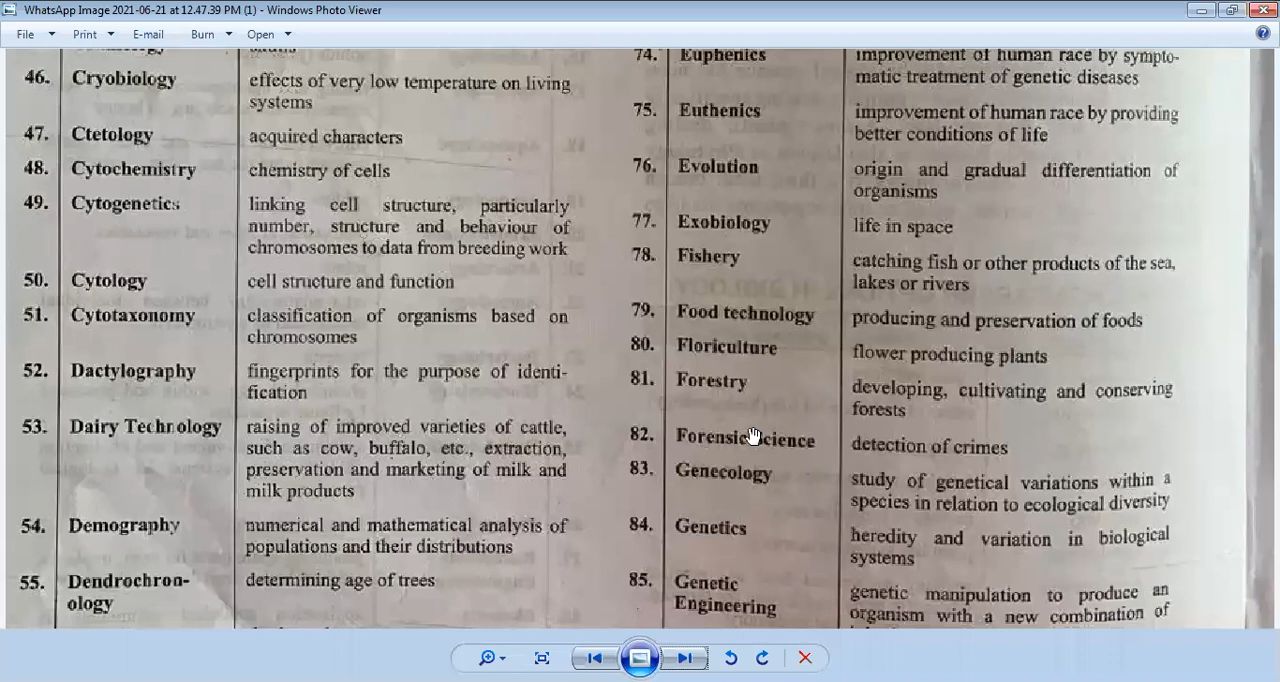 WhatsApp Image 2021-06-21 at 12.47.39 PM (1) - Windows Photo Viewer
File Print E-mail Burn Open
46. Cryobiology effects of very low temperature on living
systems
47. Ctetology acquired characters
48. Cytochemistry chemistry of cells
49. Cytogenetics linking cell structure, particularly
number, structure and behaviour of
chromosomes to data from breeding work
50. Cytology cell structure and function
51. Cytotaxonomy classification of organisms based on
chromosomes
52. Dactylography fingerprints for the purpose of identi-
fication
53. Dairy Technology raising of improved varieties of cattle,
such as cow, buffalo, etc., extraction,
preservation and marketing of milk and
milk products
54. Demography numerical and mathematical analysis of
populations and their distributions
55. Dendrochron- determining age of trees
ology
74. Euphenics improvement of human race by sympto-
matic treatment of genetic diseases
75. Euthenics improvement of human race by providing
better conditions of life
76. Evolution origin and gradual differentiation of
organisms
77. Exobiology life in space
78. Fishery catching fish or other products of the sea,
lakes or rivers
79. Food technology producing and preservation of foods
80. Floriculture flower producing plants
81. Forestry developing, cultivating and conserving
forests
82. Forensic Science detection of crimes
83. Genecology study of genetical variations within a
species in relation to ecological diversity
84. Genetics heredity and variation in biological
systems
85. Genetic genetic manipulation to produce an
Engineering organism with a new combination of